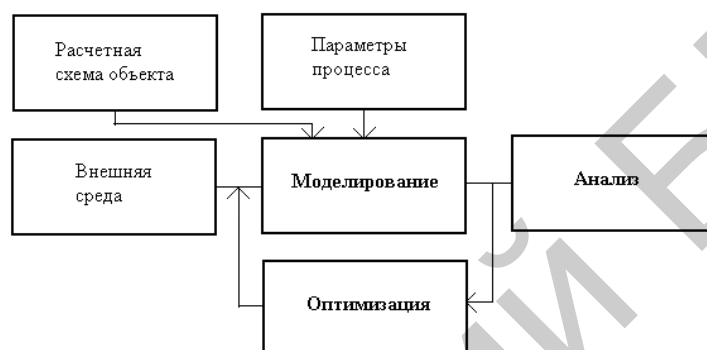 Расчетная
схема объекта
Параметры
процесса
Внешняя
среда
Моделирование
Анализ
Оптимизация